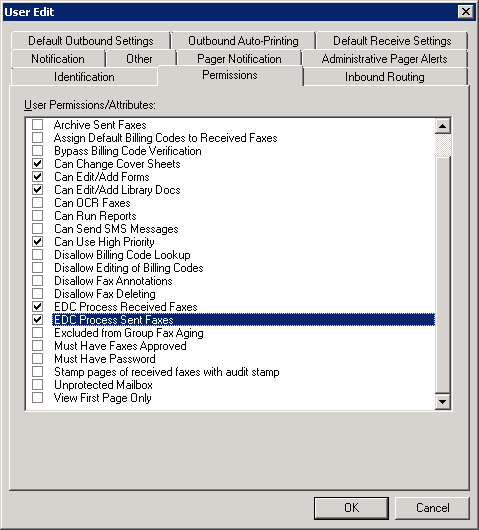 User Edit
Default Outbound Settings
Outbound Auto-Printing
Default Receive Settings
Notification
Other
Pager Notification
Administrative Pager Alerts
Identification
Permissions
Inbound Routing
User Permissions/Attributes:
Archive Sent Faxes
Assign Default Billing Codes to Received Faxes
Bypass Billing Code Verification
Can Change Cover Sheets
Can Edit/Add Forms
Can Edit/Add Library Docs
Can OCR Faxes
Can Run Reports
Can Send SMS Messages
Can Use High Priority
Disallow Billing Code Lookup
Disallow Editing of Billing Codes
Disallow Fax Annotations
Disallow Fax Deleting
EDC Process Received Faxes
EDC Process Sent Faxes
Excluded from Group Fax Aging
Must Have Faxes Approved
Must Have Password
Stamp pages of received faxes with audit stamp
Unprotected Mailbox
View First Page Only
OK
Cancel